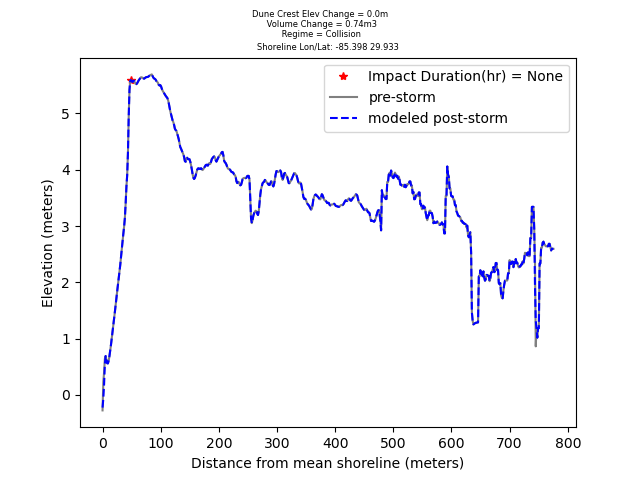 Dune Crest Elev Change = 0.0m
Volume Change = 0.74m3
Regime = Collision
Shoreline Lon/Lat: -85.398 29.933
Impact Duration(hr) = None
pre-storm
modeled post-storm
Elevation (meters)
5
4
3
2
1
0
0 100 200 300 400 500 600 700 800
Distance from mean shoreline (meters)